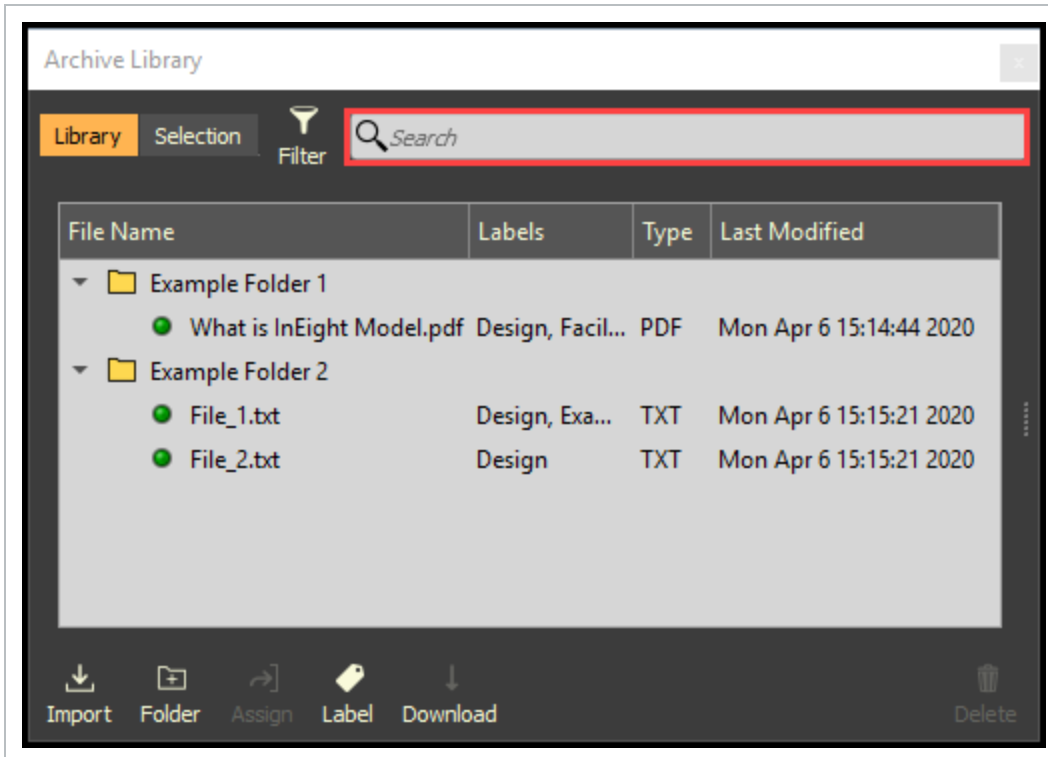 Archive Library
x
Library Selection Filter Search
File Name Labels Type Last Modified
Example Folder 1
What is InEight Model.pdf Design, Facil... PDF Mon Apr 6 15:14:44 2020
Example Folder 2
File_1.txt Design, Exa... TXT Mon Apr 6 15:15:21 2020
File_2.txt Design TXT Mon Apr 6 15:15:21 2020
Import Folder Assign Label Download Delete